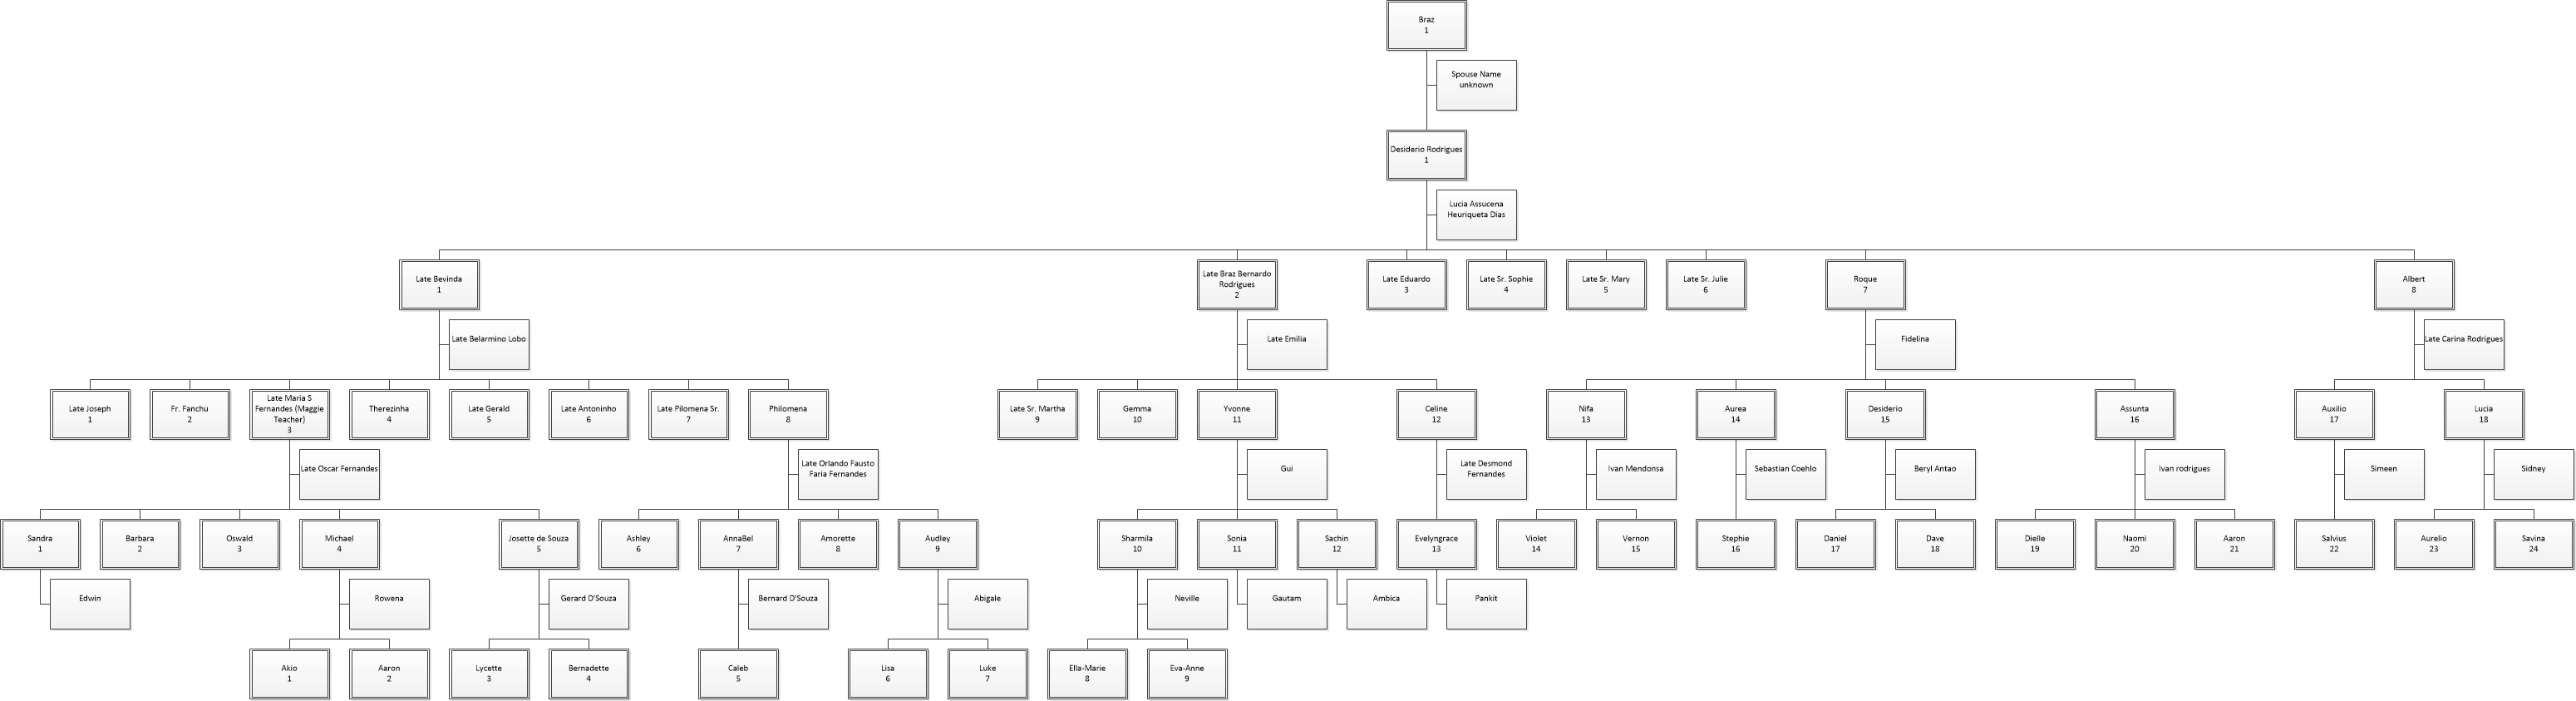 Braz
1
Spouse Name
unknown
Desiderio Rodrigues
1
Lucia Assucena
Heuriqueta Dias
Late Bevinda
1
Late Braz Bernardo
Rodrigues
2
Late Eduardo
3
Late Sr. Sophie
4
Late Sr. Mary
5
Late Sr. Julie
6
Roque
7
Albert
8
Late Belarmino Lobo
Late Emilia
Fidelina
Late Carina Rodrigues
Late Joseph
1
Fr. Fanchu
2
Late Maria S
Fernandes (Maggie
Teacher)
3
Therezinha
4
Late Gerald
5
Late Antoninho
6
Late Pilomena Sr.
7
Philomena
8
Late Sr. Martha
9
Gemma
10
Yvonne
11
Celine
12
Nifa
13
Aurea
14
Desiderio
15
Assunta
16
Auxilio
17
Lucia
18
Late Oscar Fernandes
Late Orlando Fausto
Faria Fernandes
Gui
Late Desmond
Fernandes
Ivan Mendonsa
Sebastian Coehlo
Beryl Antao
Ivan rodrigues
Simeen
Sidney
Sandra
1
Barbara
2
Oswald
3
Michael
4
Josette de Souza
5
Ashley
6
AnnaBel
7
Amorette
8
Audley
9
Sharmila
10
Sonia
11
Sachin
12
Evelyngrace
13
Violet
14
Vernon
15
Stephie
16
Daniel
17
Dave
18
Dielle
19
Naomi
20
Aaron
21
Salvius
22
Aurelio
23
Savina
24
Edwin
Rowena
Gerard D'Souza
Bernard D'Souza
Abigale
Neville
Gautam
Ambica
Pankit
Akio
1
Aaron
2
Lycette
3
Bernadette
4
Caleb
5
Lisa
6
Luke
7
Ella-Marie
8
Eva-Anne
9